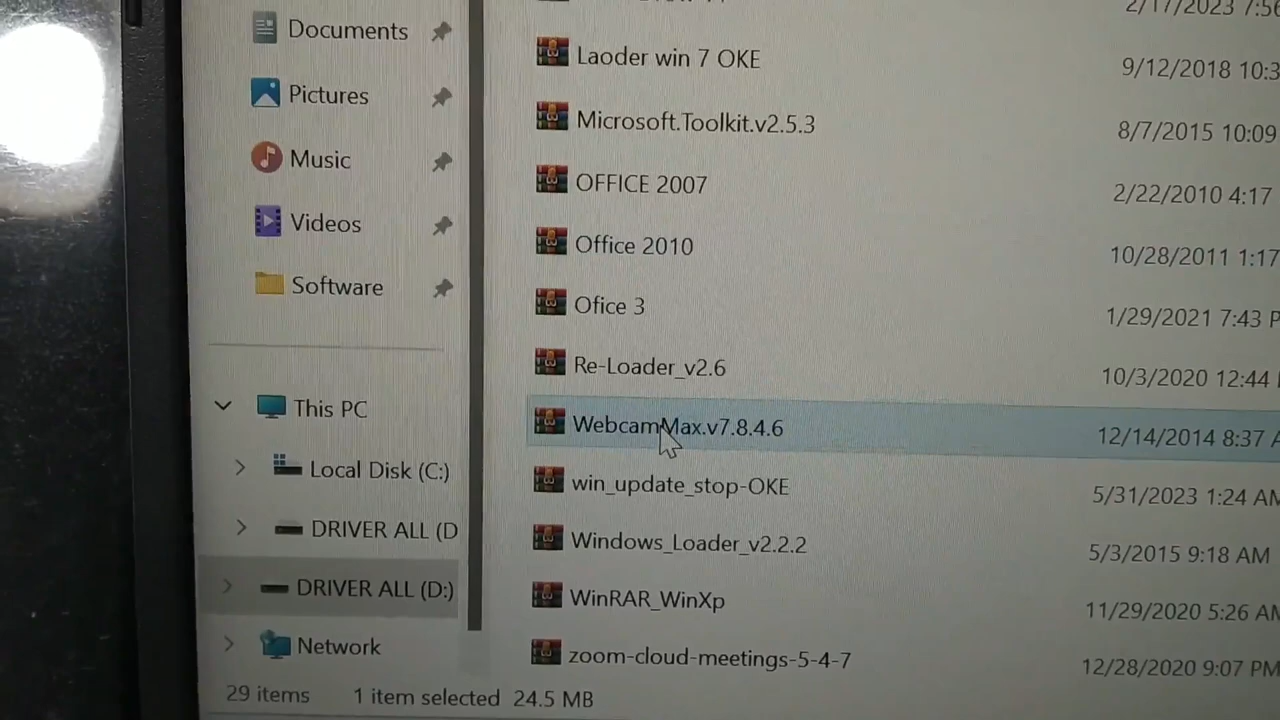 2/17/2023 7:56
Documents
Laoder win 7 OKE 9/12/2018 10:3
Pictures
Microsoft.Toolkit.v2.5.3 8/7/2015 10:09
Music
OFFICE 2007 2/22/2010 4:17
Videos
Office 2010 10/28/2011 1:17
Software
Ofice 3 1/29/2021 7:43 P
Re-Loader_v2.6 10/3/2020 12:44
This PC
WebcamMax.v7.8.4.6 12/14/2014 8:37 A
Local Disk (C:)
win_update_stop-OKE 5/31/2023 1:24 AM
DRIVER ALL (D
Windows_Loader_v2.2.2 5/3/2015 9:18 AM
DRIVER ALL (D:)
WinRAR_WinXp 11/29/2020 5:26 AM
Network
zoom-cloud-meetings-5-4-7 12/28/2020 9:07 PM
29 items 1 item selected 24.5 MB